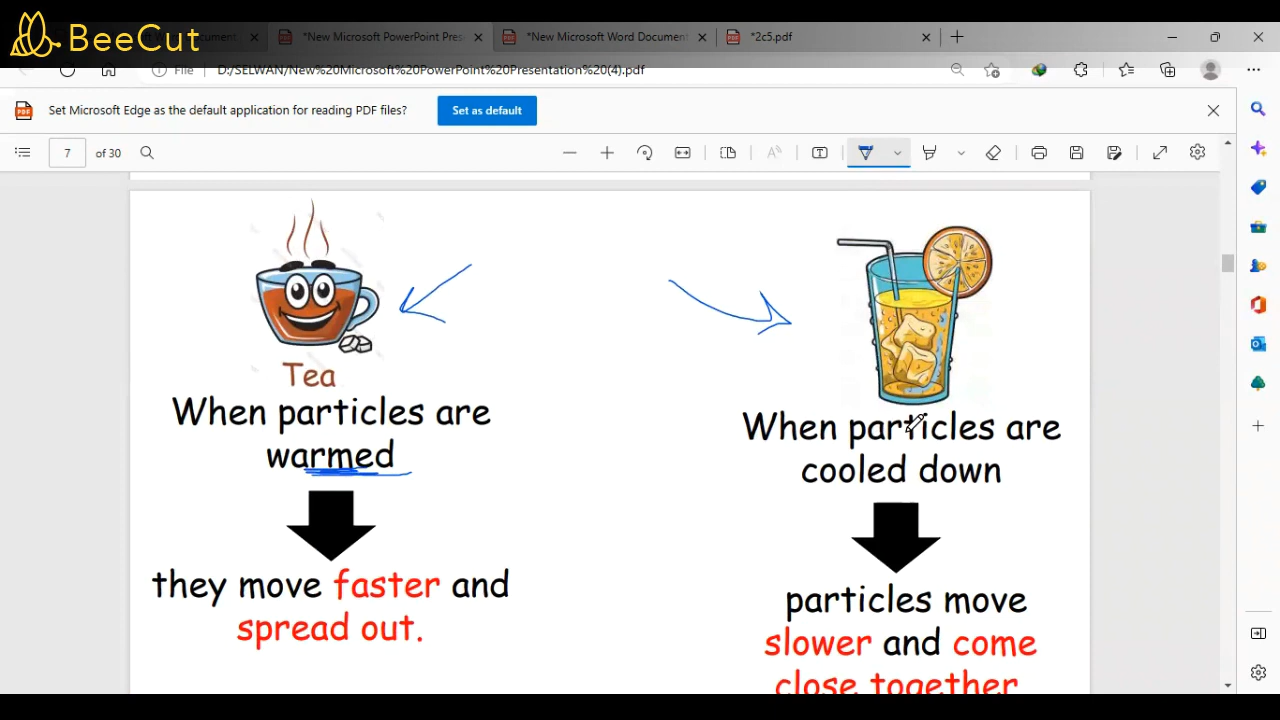 BeeCut
*New Microsoft PowerPoint Pres
*New Microsoft Word Document
*2c5.pdf
File
D:/SELWAN/New%20Microsoft%20PowerPoint%20Presentation%20(4).pdf
Set Microsoft Edge as the default application for reading PDF files?
Set as default
7
of 30
Tea
When particles are
warmed
they move faster and
spread out.
When particles are
cooled down
particles move
slower and come
close together